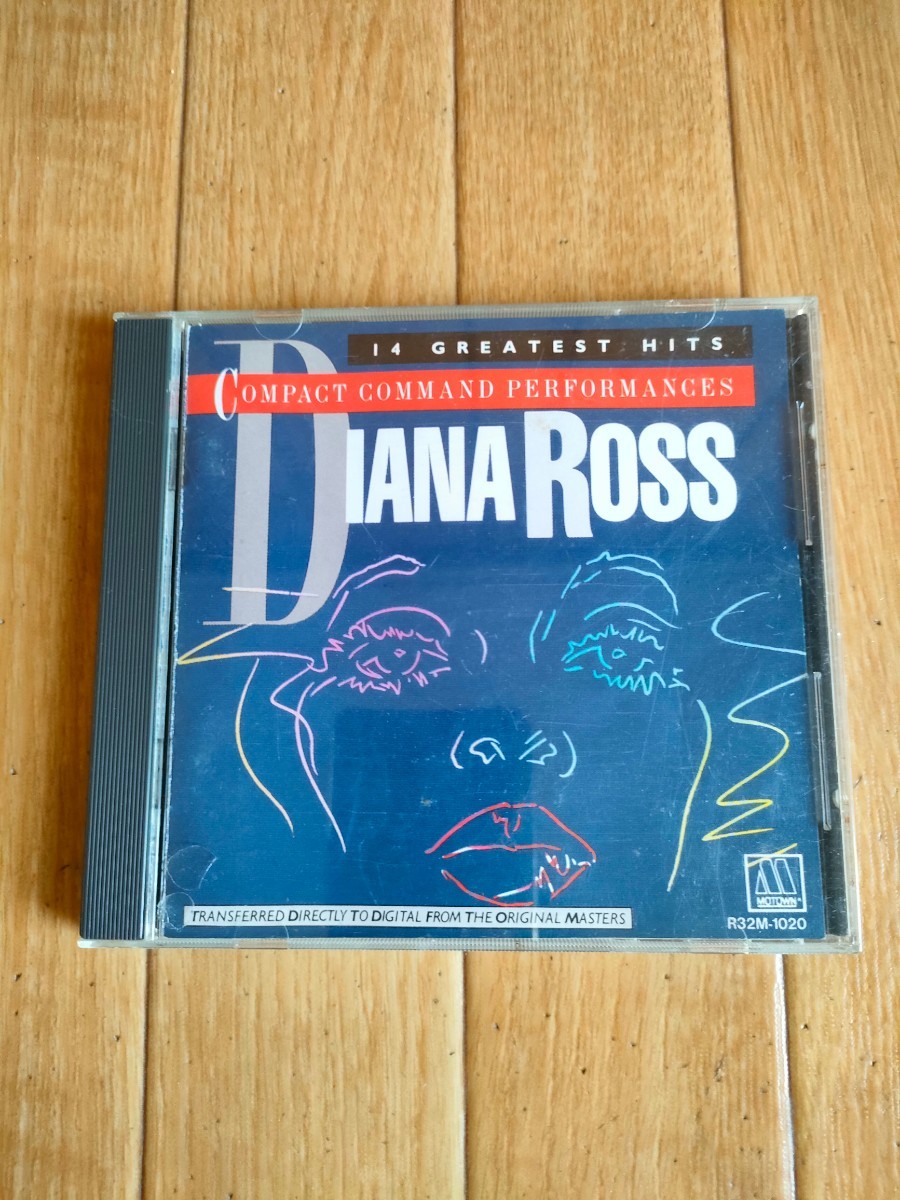 14 GREATEST HITS
COMPACT COMMAND PERFORMANCES
DIANA ROSS
TRANSFERRED DIRECTLY TO DIGITAL FROM THE ORIGINAL MASTERS
MOTOWN
R32M-1020